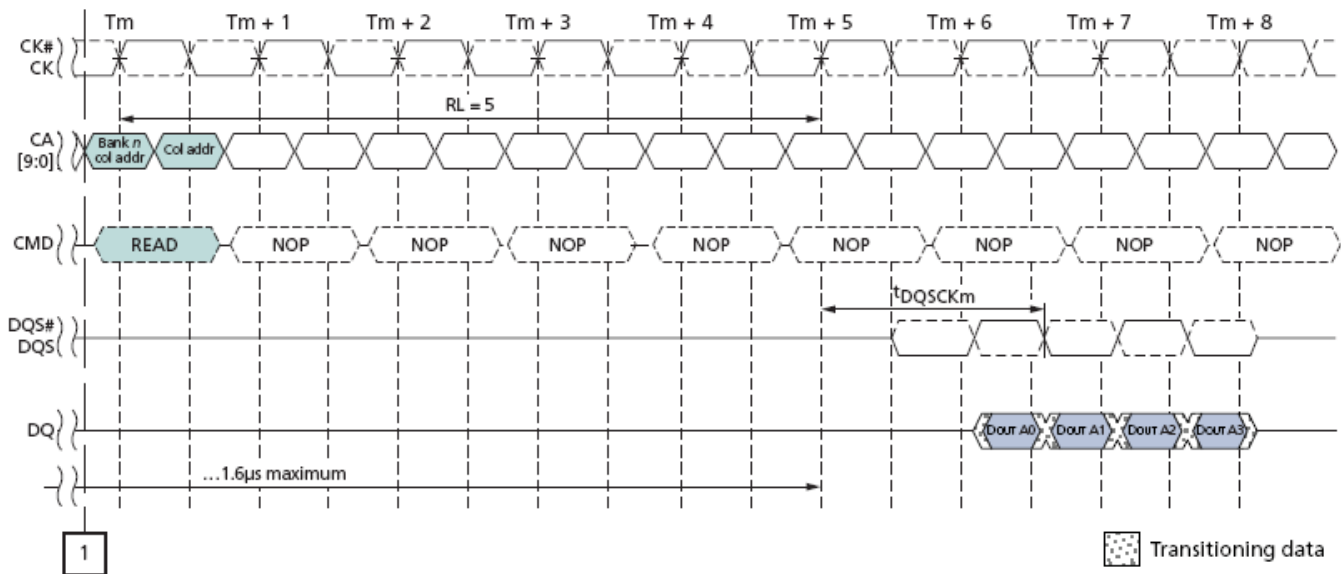 Tm Tm + 1 Tm + 2 Tm + 3 Tm + 4 Tm + 5 Tm + 6 Tm + 7 Tm + 8
CK#
CK
RL = 5
CA
[9:0]
Bank n
col addr
Col addr
CMD
READ NOP NOP NOP NOP NOP NOP NOP NOP
tDQSCKm
DQS#
DQS
DQ
DOUT A0 DOUT A1 DOUT A2 DOUT A3
...1.6µs maximum
1
Transitioning data